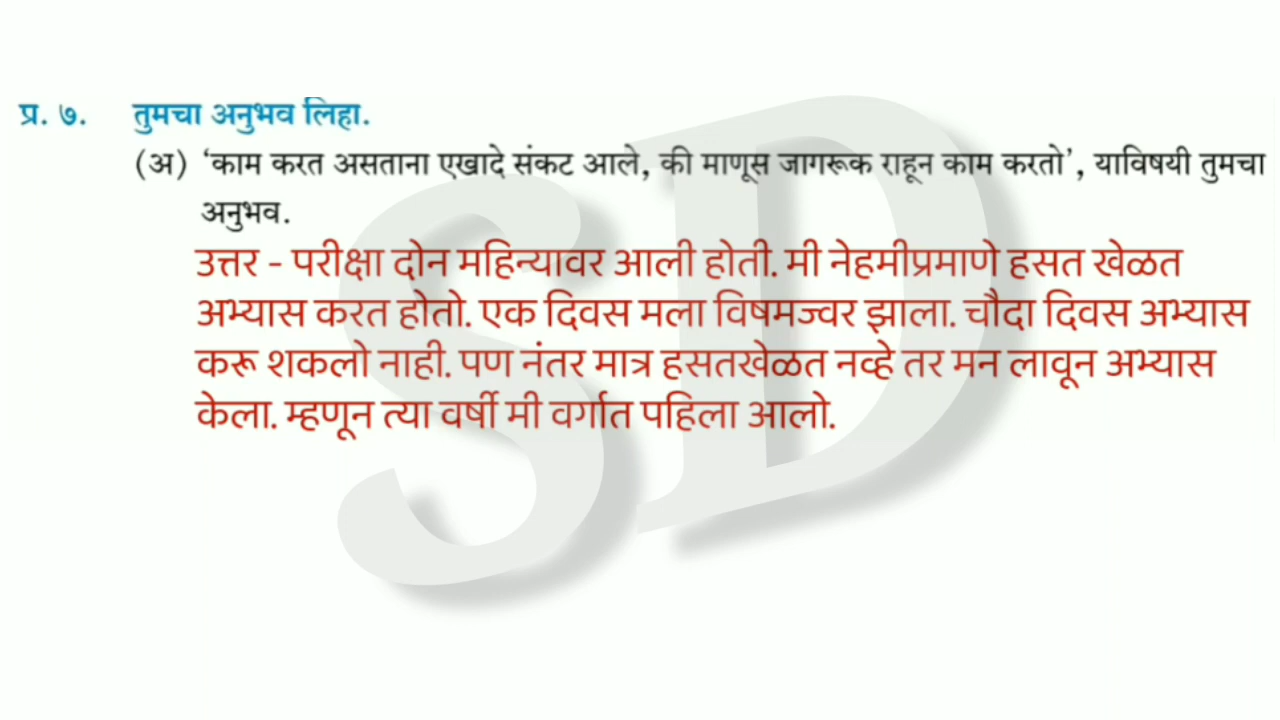 प्र. ७. तुमचा अनुभव लिहा.
(अ) ‘काम करत असताना एखादे संकट आले, की माणूस जागरूक राहून काम करतो’, याविषयी तुमचा
अनुभव.
उत्तर - परीक्षा दोन महिन्यावर आली होती. मी नेहमीप्रमाणे हसत खेळत
अभ्यास करत होतो. एक दिवस मला विषमज्वर झाला. चौदा दिवस अभ्यास
करू शकलो नाही. पण नंतर मात्र हसतखेळत नव्हे तर मन लावून अभ्यास
केला. म्हणून त्या वर्षी मी वर्गात पहिला आलो.
SD